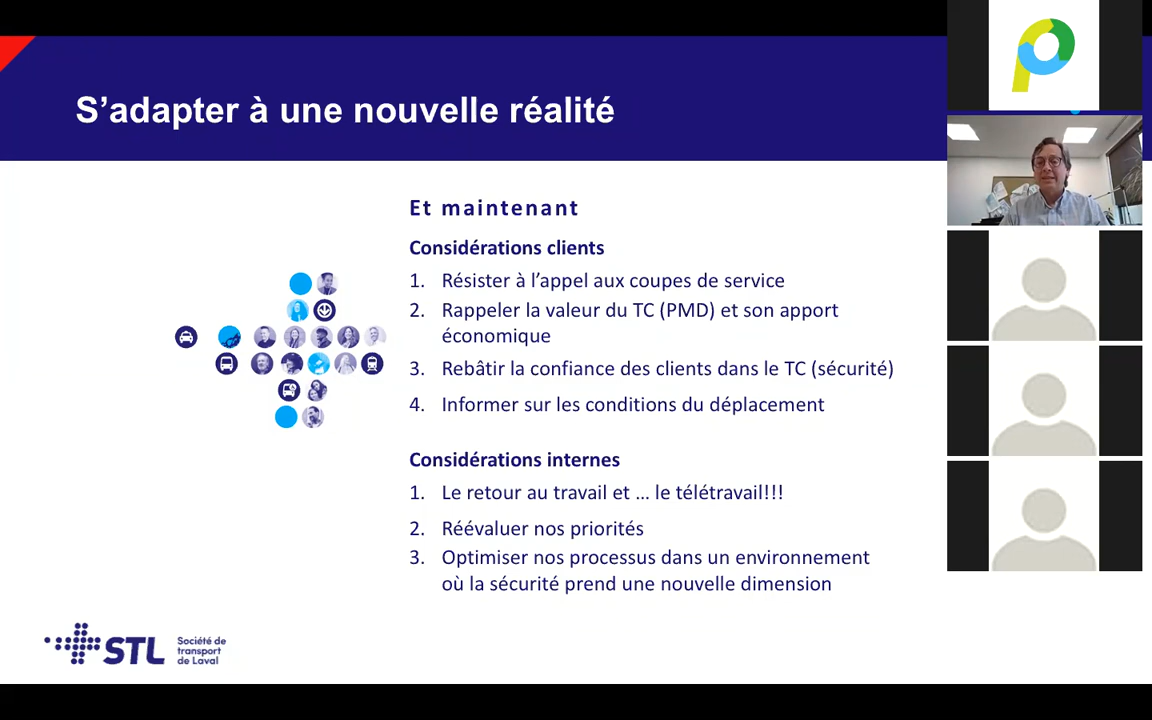 S’adapter à une nouvelle réalité
Et maintenant
Considérations clients
1. Résister à l’appel aux coupes de service
2. Rappeler la valeur du TC (PMD) et son apport
économique
3. Rebâtir la confiance des clients dans le TC (sécurité)
4. Informer sur les conditions du déplacement
Considérations internes
1. Le retour au travail et ... le télétravail!!!
2. Réévaluer nos priorités
3. Optimiser nos processus dans un environnement
où la sécurité prend une nouvelle dimension
STL
Société de
transport
de Laval